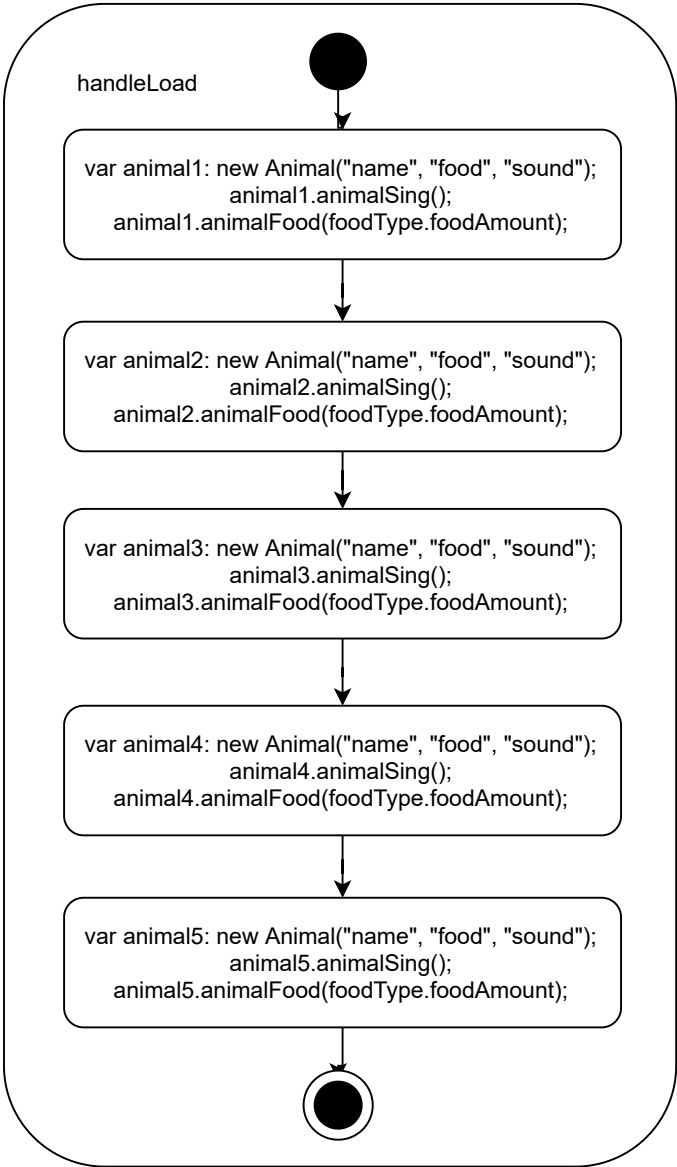 handleLoad
var animal1: new Animal("name", "food", "sound");
animal1.animalSing();
animal1.animalFood(foodType.foodAmount);
var animal2: new Animal("name", "food", "sound");
animal2.animalSing();
animal2.animalFood(foodType.foodAmount);
var animal3: new Animal("name", "food", "sound");
animal3.animalSing();
animal3.animalFood(foodType.foodAmount);
var animal4: new Animal("name", "food", "sound");
animal4.animalSing();
animal4.animalFood(foodType.foodAmount);
var animal5: new Animal("name", "food", "sound");
animal5.animalSing();
animal5.animalFood(foodType.foodAmount);